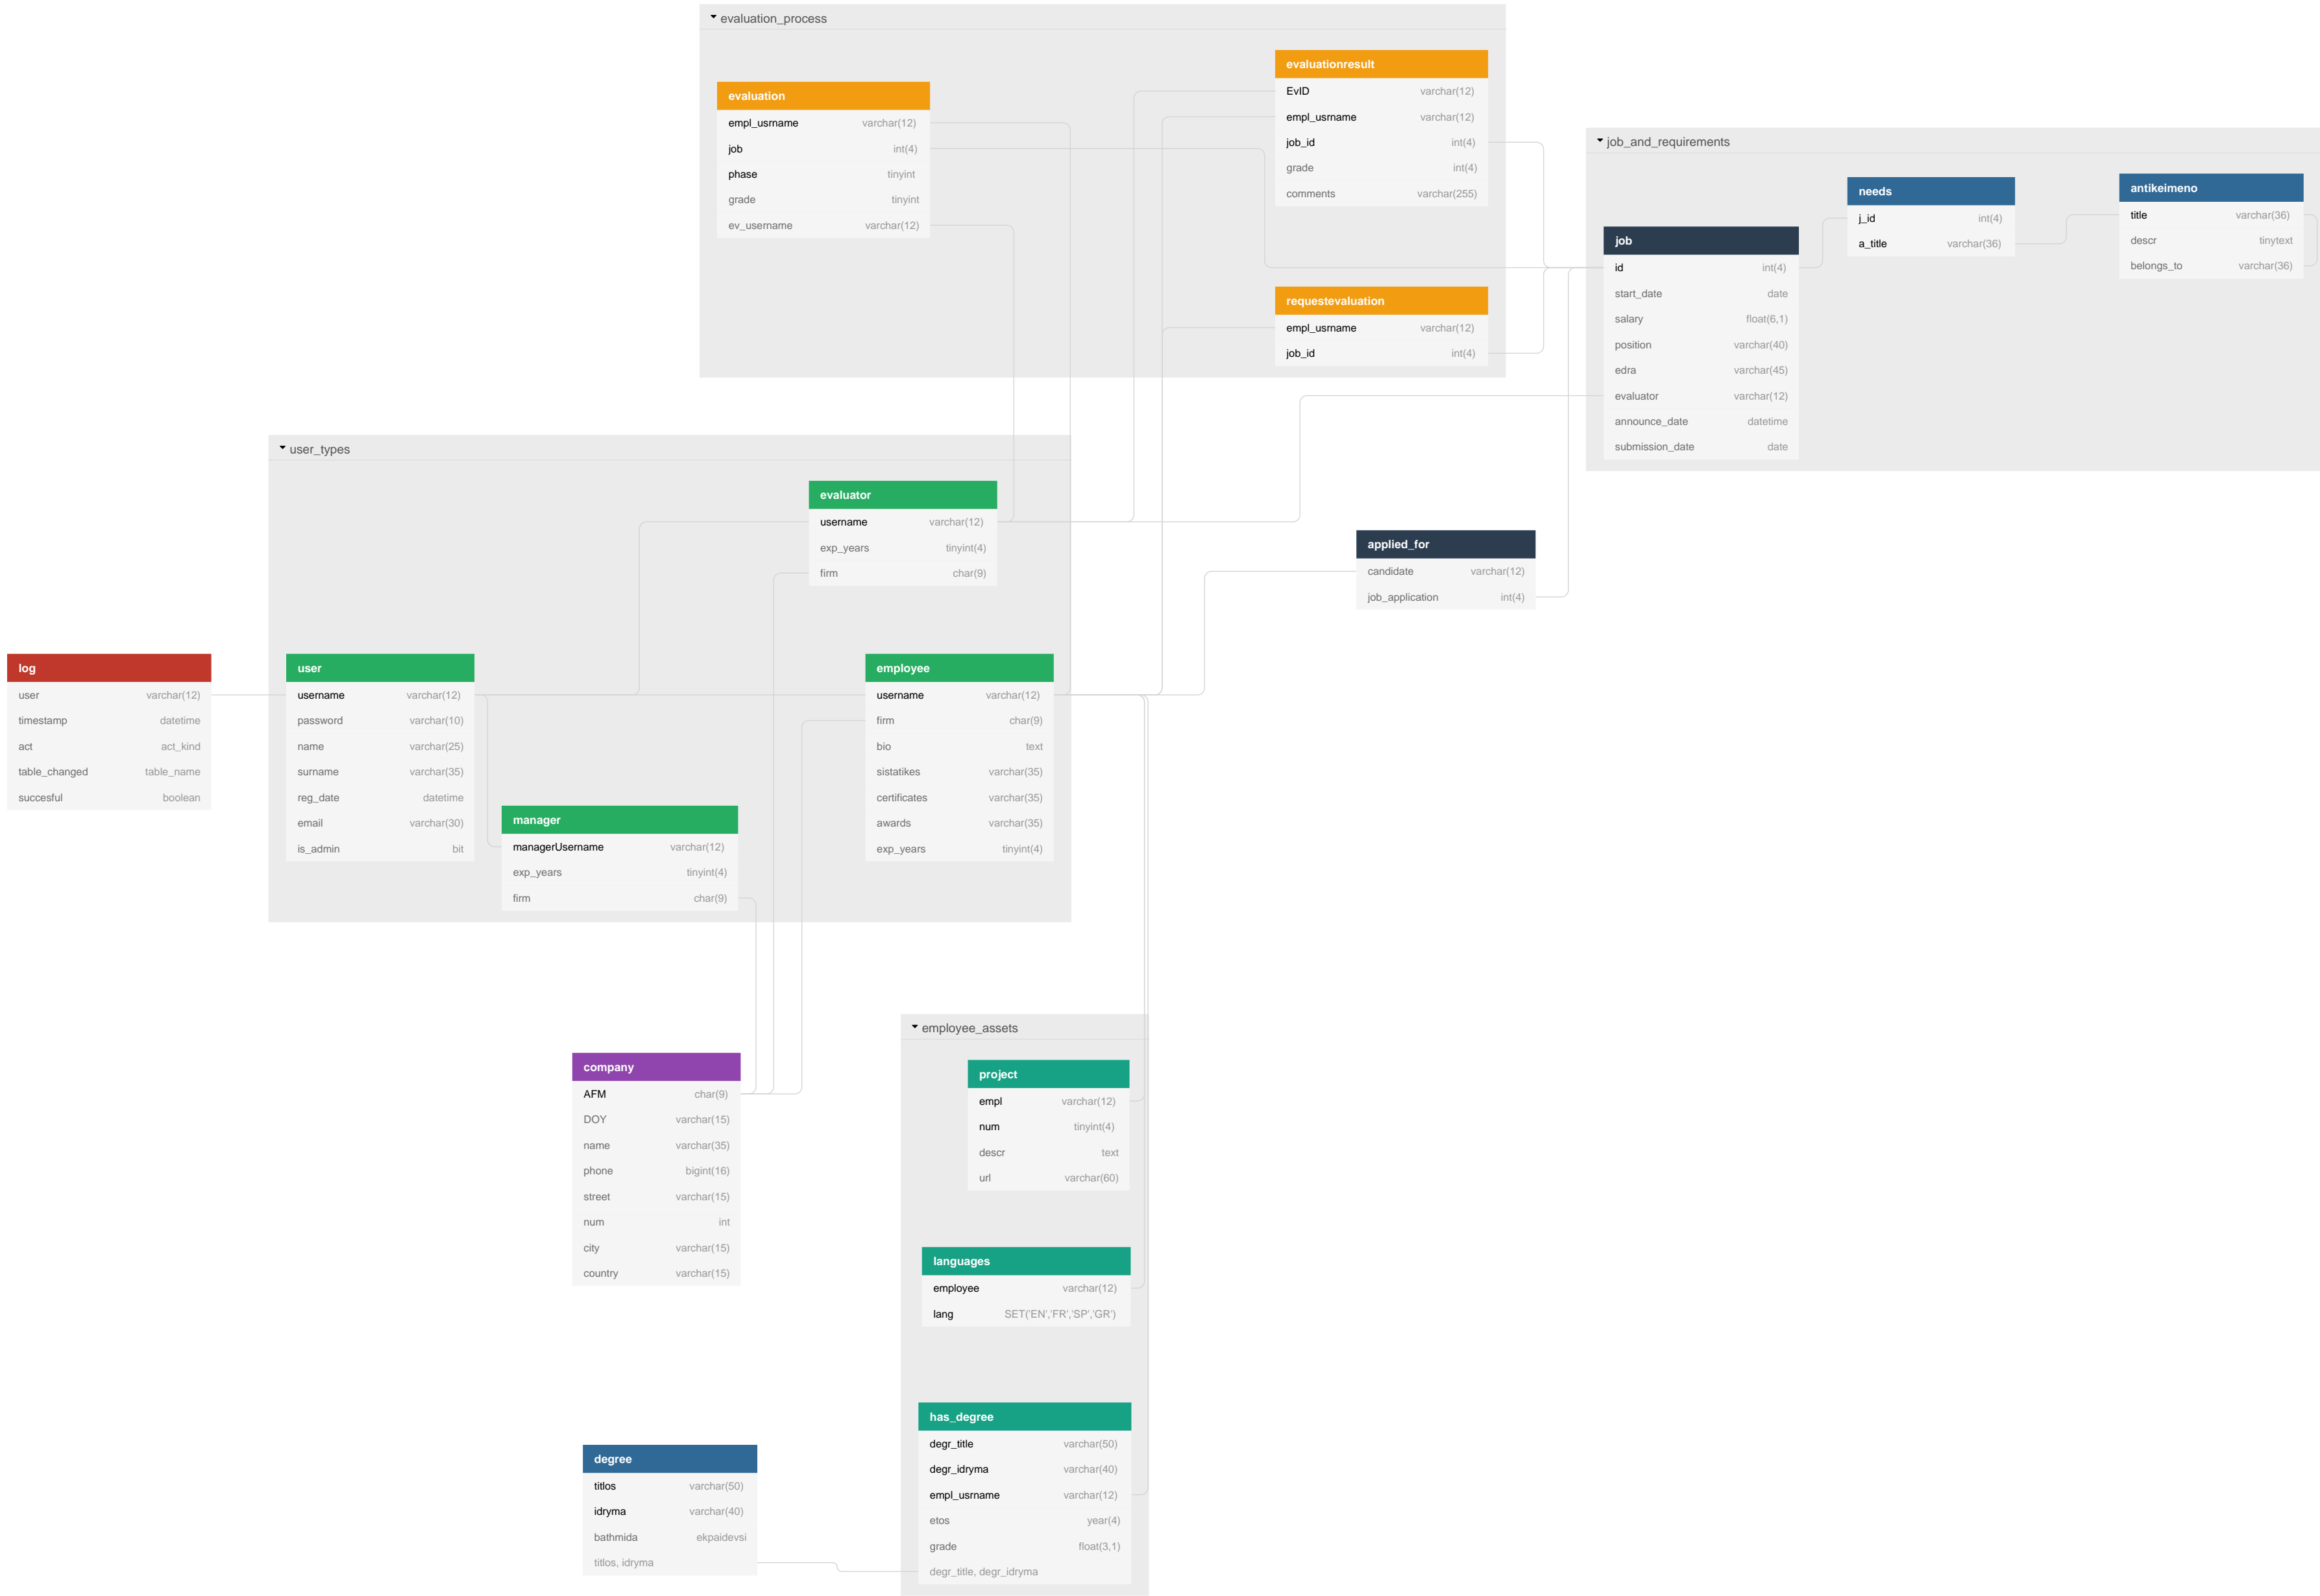 evaluation_process
evaluation
empl_usrname varchar(12)
job int(4)
phase tinyint
grade tinyint
ev_username varchar(12)
evaluationresult
EvID varchar(12)
empl_usrname varchar(12)
job_id int(4)
grade int(4)
comments varchar(255)
requestevaluation
empl_usrname varchar(12)
job_id int(4)
job_and_requirements
job
id int(4)
start_date date
salary float(6,1)
position varchar(40)
edra varchar(45)
evaluator varchar(12)
announce_date datetime
submission_date date
needs
j_id int(4)
a_title varchar(36)
antikeimeno
title varchar(36)
descr tinytext
belongs_to varchar(36)
user_types
evaluator
username varchar(12)
exp_years tinyint(4)
firm char(9)
applied_for
candidate varchar(12)
job_application int(4)
log
user varchar(12)
timestamp datetime
act act_kind
table_changed table_name
succesful boolean
user
username varchar(12)
password varchar(10)
name varchar(25)
surname varchar(35)
reg_date datetime
email varchar(30)
is_admin bit
manager
managerUsername varchar(12)
exp_years tinyint(4)
firm char(9)
employee
username varchar(12)
firm char(9)
bio text
sistatikes varchar(35)
certificates varchar(35)
awards varchar(35)
exp_years tinyint(4)
company
AFM char(9)
DOY varchar(15)
name varchar(35)
phone bigint(16)
street varchar(15)
num int
city varchar(15)
country varchar(15)
employee_assets
project
empl varchar(12)
num tinyint(4)
descr text
url varchar(60)
languages
employee varchar(12)
lang SET('EN','FR','SP','GR')
has_degree
degr_title varchar(50)
degr_idryma varchar(40)
empl_usrname varchar(12)
etos year(4)
grade float(3,1)
degr_title, degr_idryma
degree
titlos varchar(50)
idryma varchar(40)
bathmida ekpaidevsi
titlos, idryma